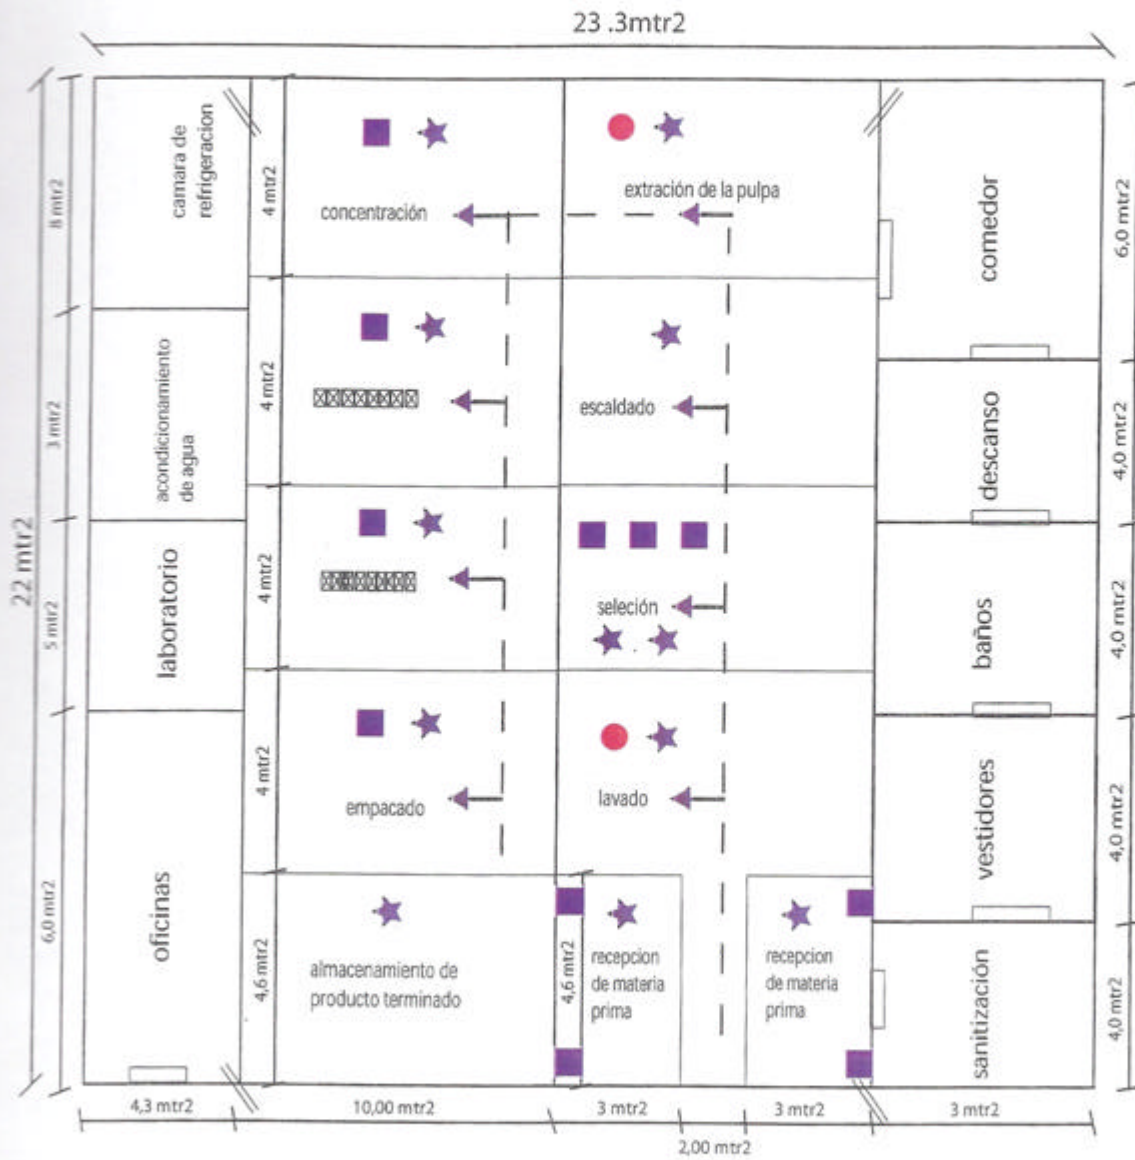 23 .3mtr2
22 mtr2
8 mtr2
3 mtr2
5 mtr2
6,0 mtr2
camara de
refrigeracion
acondicionamiento
de agua
laboratorio
oficinas
4 mtr2
4 mtr2
4 mtr2
4 mtr2
4,6 mtr2
concentración
empacado
almacenamiento de
producto terminado
extración de la pulpa
escaldado
seleción
lavado
4,6 mtr2
recepcion
de materia
prima
recepcion
de materia
prima
comedor
descanso
baños
vestidores
sanitización
6,0 mtr2
4,0 mtr2
4,0 mtr2
4,0 mtr2
4,0 mtr2
4,3 mtr2
10,00 mtr2
3 mtr2
3 mtr2
3 mtr2
2,00 mtr2